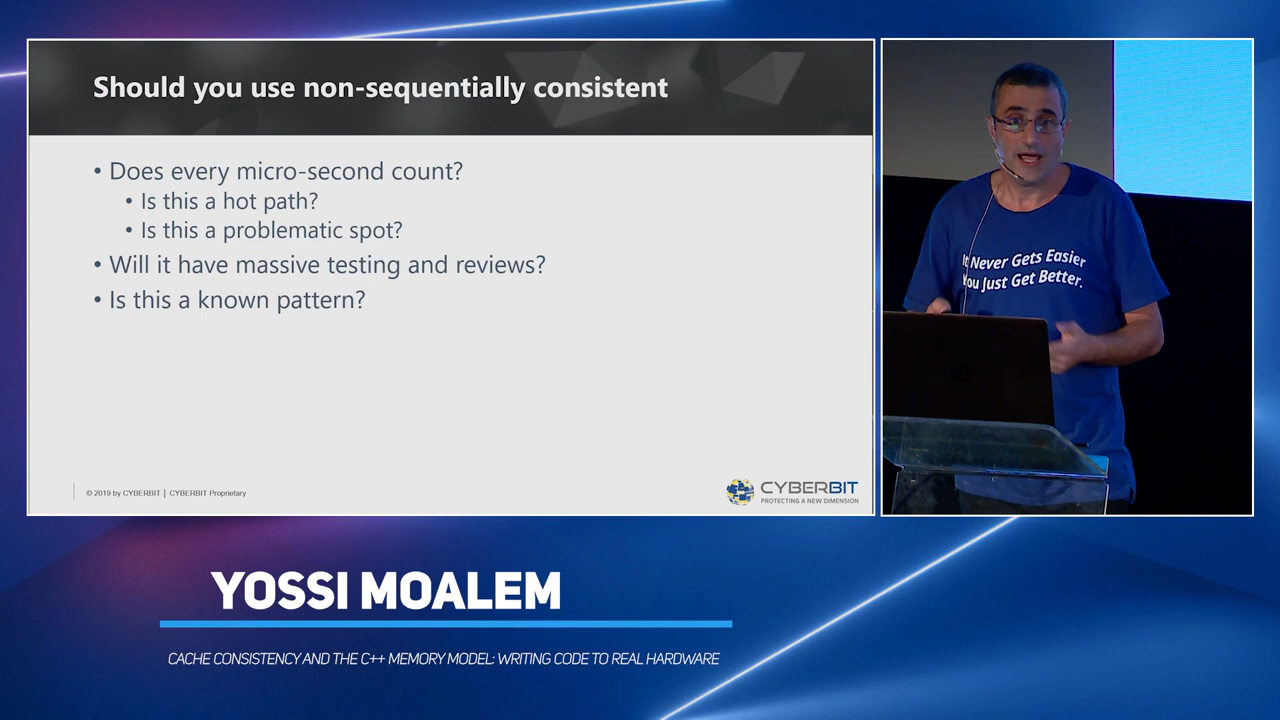 Should you use non-sequentially consistent
• Does every micro-second count?
• Is this a hot path?
• Is this a problematic spot?
• Will it have massive testing and reviews?
• Is this a known pattern?
© 2019 by CYBERBIT | CYBERBIT Proprietary
CYBERBIT
PROTECTING A NEW DIMENSION
It Never Gets Easier
You Just Get Better.
YOSSI MOALEM
CACHE CONSISTENCY AND THE C++ MEMORY MODEL: WRITING CODE TO REAL HARDWARE